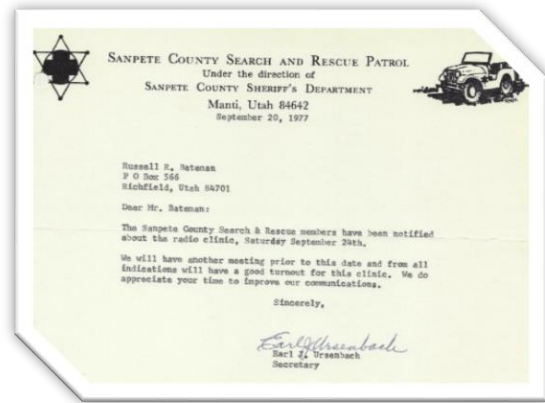 SANPETE COUNTY SEARCH AND RESCUE PATROL
Under the direction of
SANPETE COUNTY SHERIFF'S DEPARTMENT
Manti, Utah 84642
September 20, 1977
Russell R. Bateman
P O Box 566
Richfield, Utah 84701
Dear Mr. Bateman:
The Sanpete County Search & Rescue members have been notified
about the radio clinic, Saturday September 24th.
We will have another meeting prior to this date and from all
indications will have a good turnout for this clinic. We do
appreciate your time to improve our communications.
Sincerely,
Earl J Ursenbach
Earl J. Ursenbach
Secretary